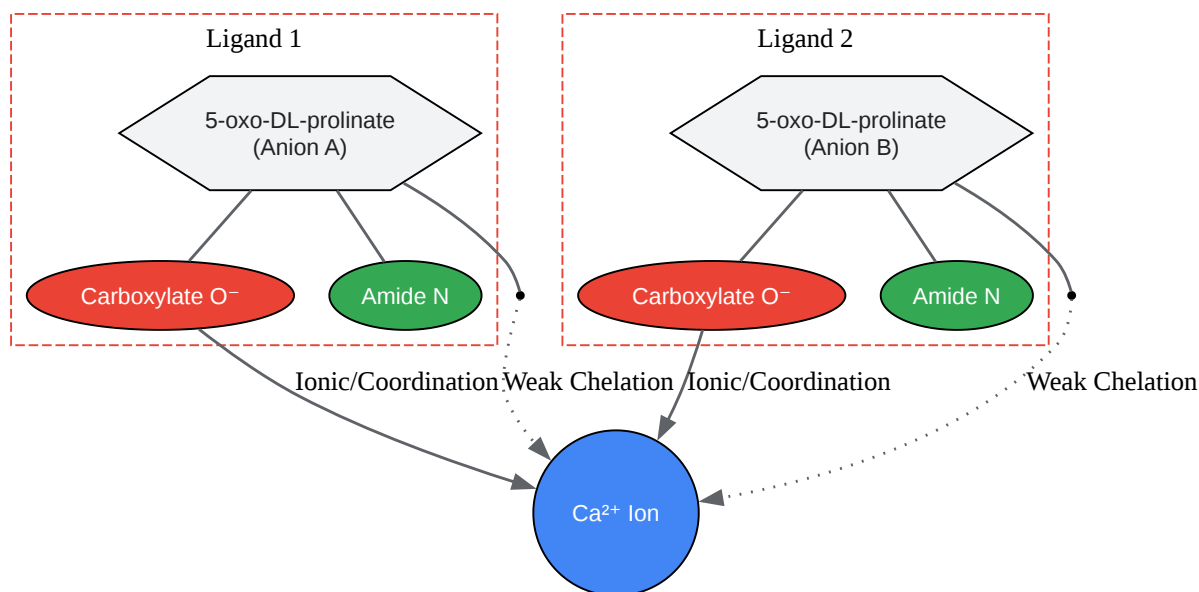 Ligand 1
Ligand 2
5-oxo-DL-prolinate
(Anion A)
5-oxo-DL-prolinate
(Anion B)
Carboxylate O⁻
Amide N
Carboxylate O⁻
Amide N
Ionic/Coordination
Weak Chelation
Ionic/Coordination
Weak Chelation
Ca²⁺ Ion